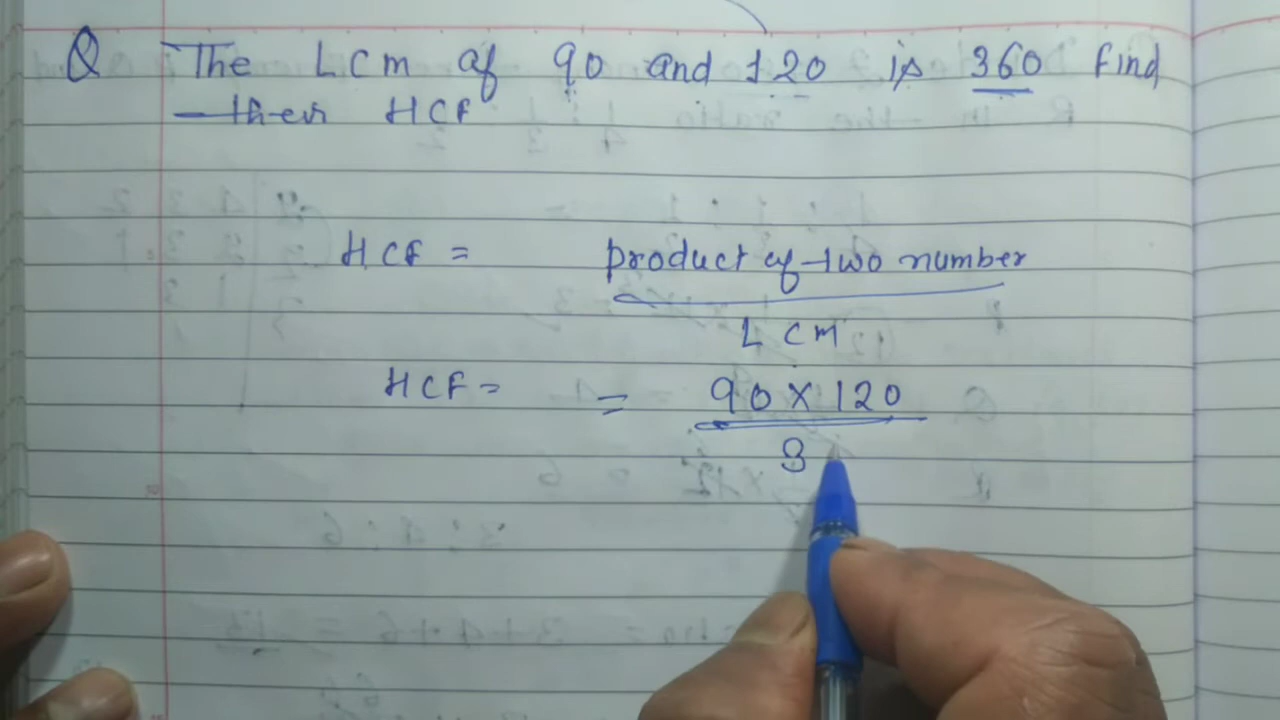 Q The LCM of 90 and 120 is 360 Find
their HCF
HCF = product of two number
LCM
HCF = = 90 X 120
3